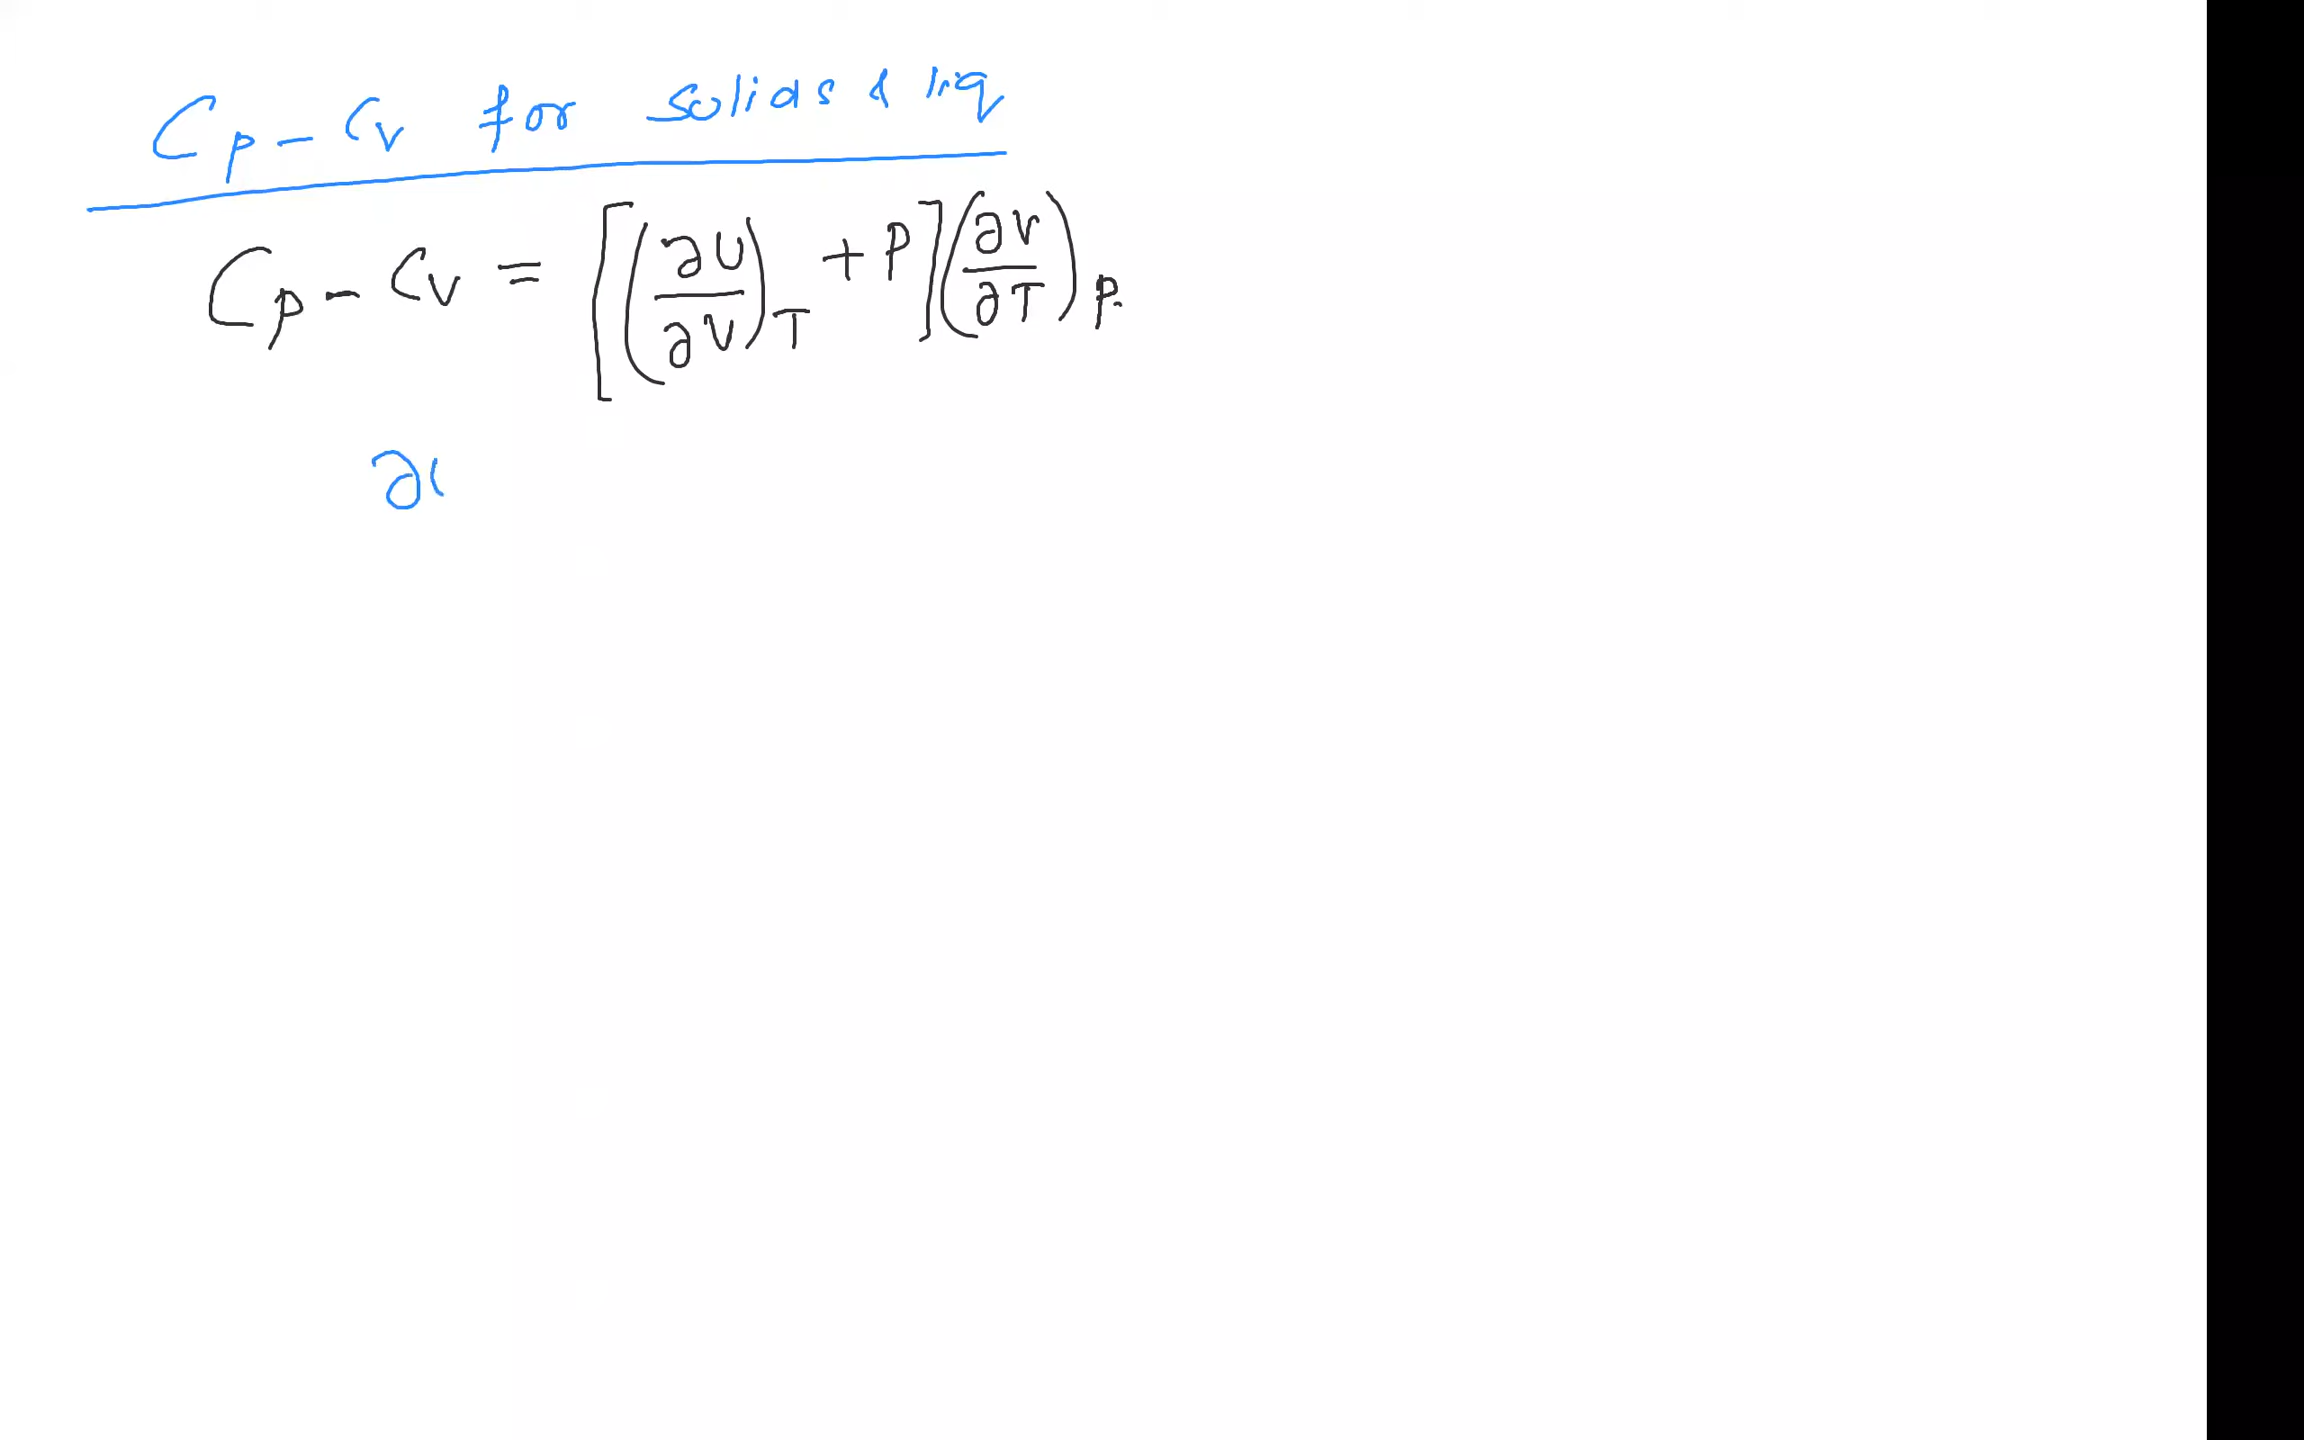 Cp - Cv for solids & liq
Cp - Cv = [(∂U/∂V)T + P](∂V/∂T)P.
∂